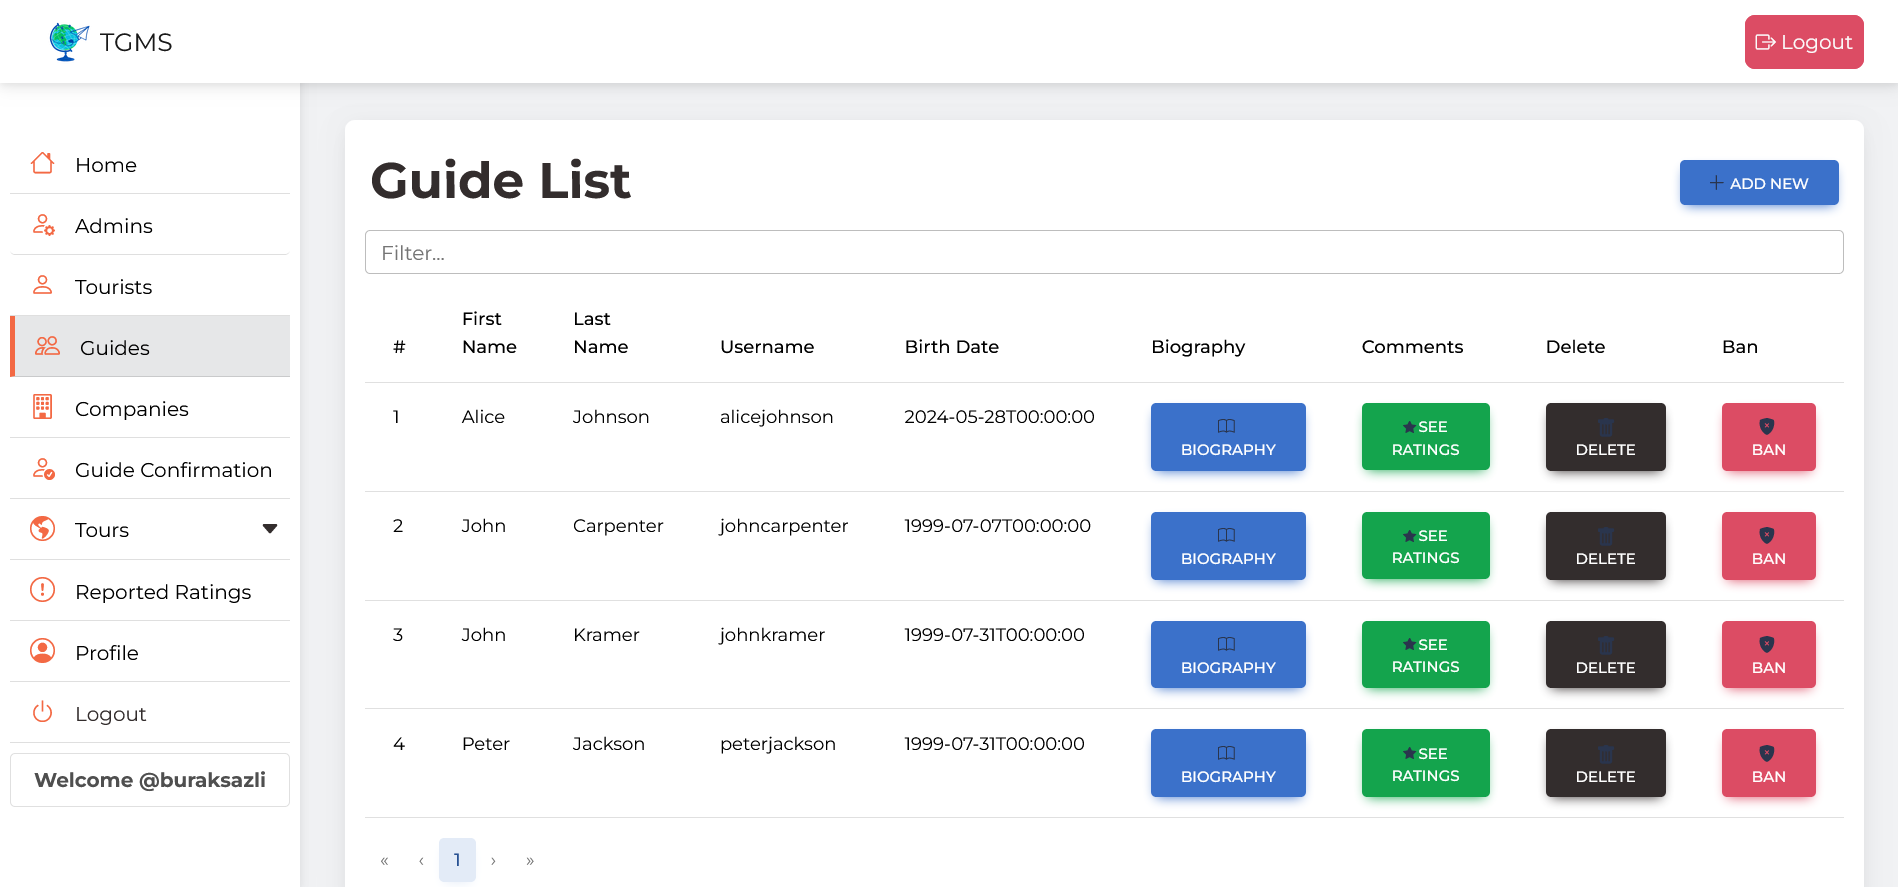 TGMS
Logout
Home
Admins
Tourists
Guides
Companies
Guide Confirmation
Tours
Reported Ratings
Profile
Logout
Welcome @buraksazli
Guide List
ADD NEW
Filter...
# First Name Last Name Username Birth Date Biography Comments Delete Ban
1 Alice Johnson alicejohnson 2024-05-28T00:00:00 BIOGRAPHY SEE RATINGS DELETE BAN
2 John Carpenter johncarpenter 1999-07-07T00:00:00 BIOGRAPHY SEE RATINGS DELETE BAN
3 John Kramer johnkramer 1999-07-31T00:00:00 BIOGRAPHY SEE RATINGS DELETE BAN
4 Peter Jackson peterjackson 1999-07-31T00:00:00 BIOGRAPHY SEE RATINGS DELETE BAN
« ‹ 1 › »